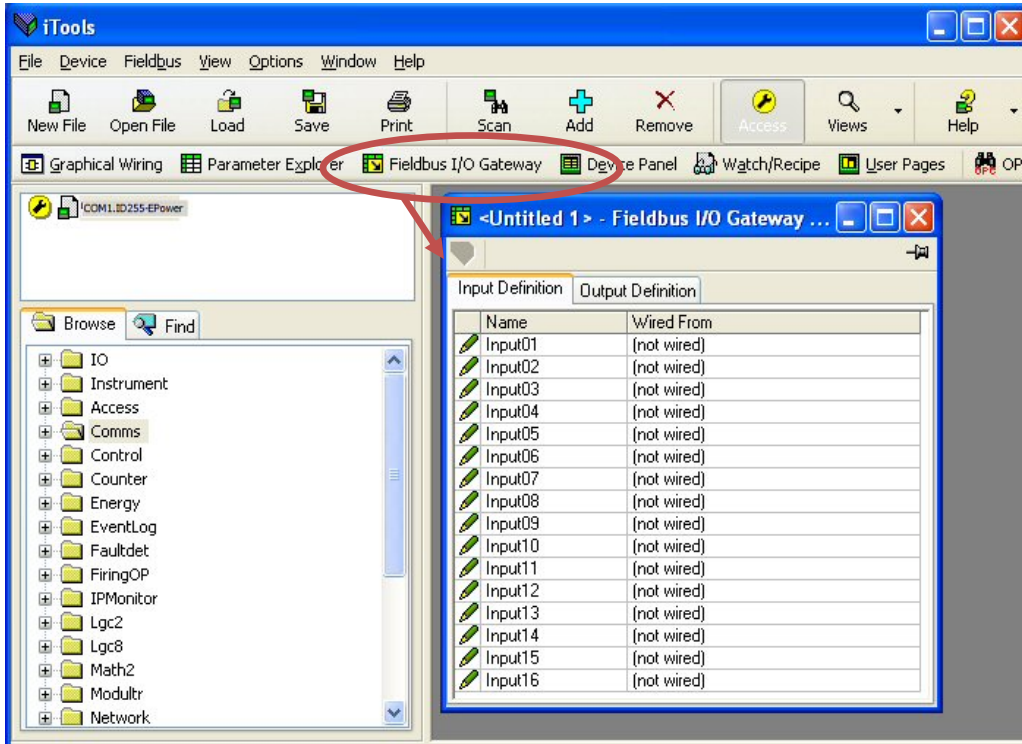 iTools
File Device Fieldbus View Options Window Help
New File Open File Load Save Print Scan Add Remove Access Views Help
Graphical Wiring Parameter Explorer Fieldbus I/O Gateway Device Panel Watch/Recipe User Pages OPC OP
COM1.ID255-EPower
<Untitled 1> - Fieldbus I/O Gateway ...
Input Definition Output Definition
Name Wired From
Input01 (not wired)
Input02 (not wired)
Input03 (not wired)
Input04 (not wired)
Input05 (not wired)
Input06 (not wired)
Input07 (not wired)
Input08 (not wired)
Input09 (not wired)
Input10 (not wired)
Input11 (not wired)
Input12 (not wired)
Input13 (not wired)
Input14 (not wired)
Input15 (not wired)
Input16 (not wired)
Browse Find
IO
Instrument
Access
Comms
Control
Counter
Energy
EventLog
Faultdet
FiringOP
IPMonitor
Lgc2
Lgc8
Math2
Modultr
Network